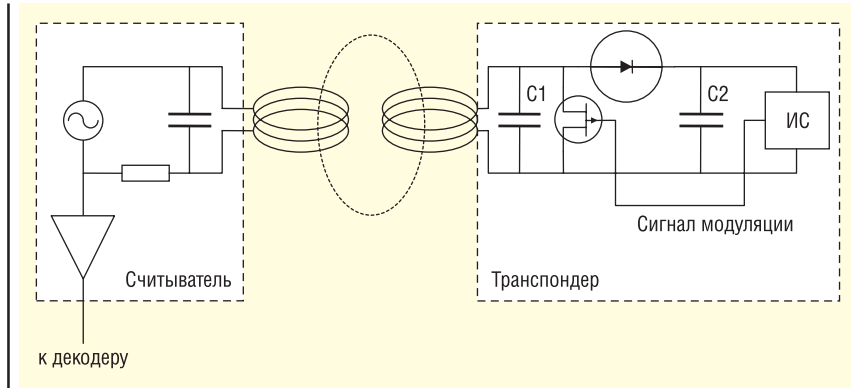 C1
C2
ИС
Сигнал модуляции
Считыватель
Транспондер
к декодеру